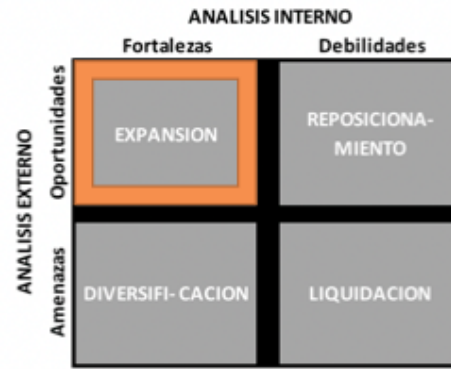 ANALISIS INTERNO
Fortalezas
Debilidades
ANALISIS EXTERNO
Oportunidades
EXPANSION
REPOSICIONA-
MIENTO
Amenazas
DIVERSIFI- CACION
LIQUIDACION